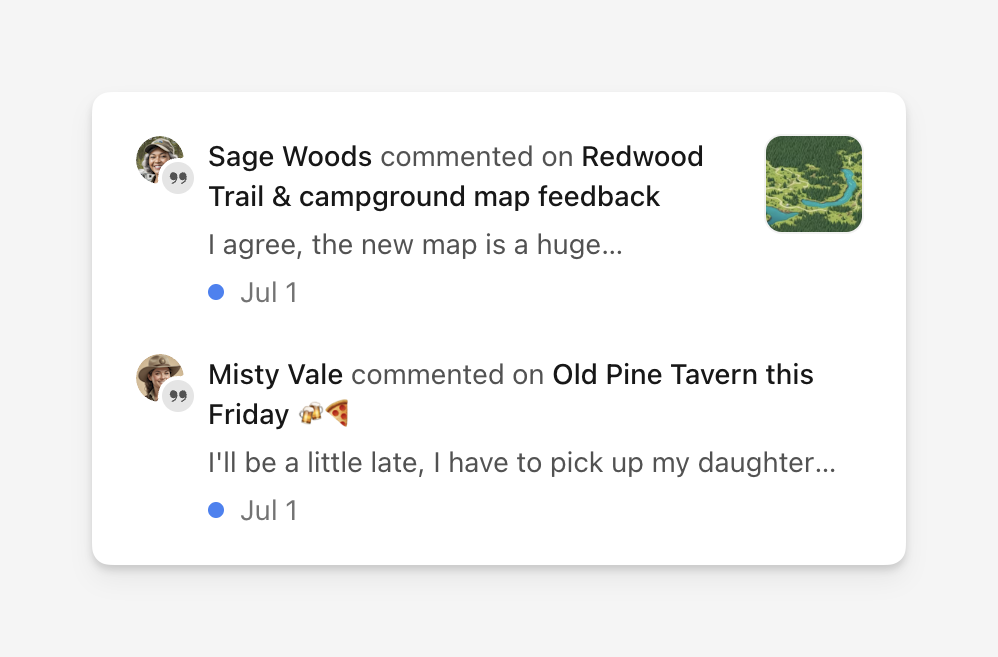 Sage Woods commented on Redwood
Trail & campground map feedback
I agree, the new map is a huge...
Jul 1
Misty Vale commented on Old Pine Tavern this
Friday 🍻🍕
I'll be a little late, I have to pick up my daughter...
Jul 1